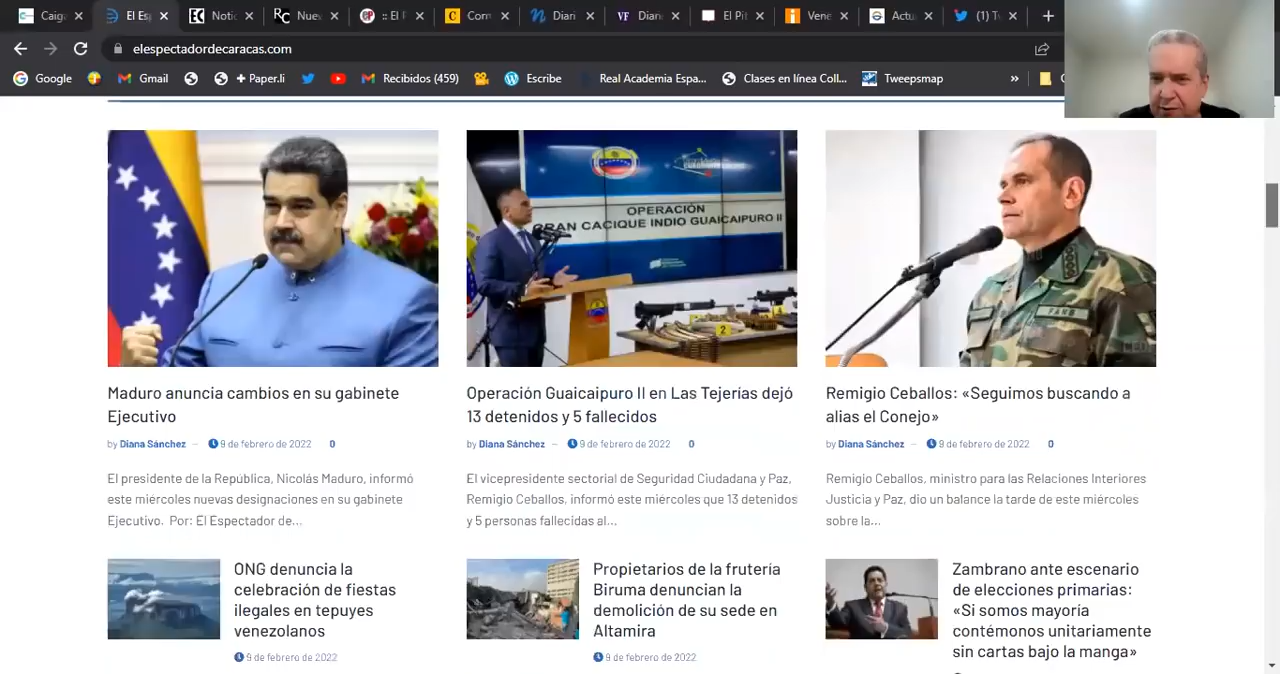 Caiga
El Esp
Notic
Nuev
:: El F
Com
Diari
Dian
El Pit
Vene
Actu
(1) T
elespectadordecaracas.com
Google
Gmail
+ Paper.li
Recibidos (459)
Escribe
Real Academia Espa...
Clases en línea Coll...
Tweepsmap
»
OPERACIÓN
GRAN CACIQUE INDIO GUAICAIPURO II
2
FANB
Maduro anuncia cambios en su gabinete
Ejecutivo
by Diana Sánchez – 9 de febrero de 2022 0
El presidente de la República, Nicolás Maduro, informó
este miércoles nuevas designaciones en su gabinete
Ejecutivo. Por: El Espectador de...
Operación Guaicaipuro II en Las Tejerías dejó
13 detenidos y 5 fallecidos
by Diana Sánchez – 9 de febrero de 2022 0
El vicepresidente sectorial de Seguridad Ciudadana y Paz,
Remigio Ceballos, informó este miércoles que 13 detenidos
y 5 personas fallecidas al...
Remigio Ceballos: «Seguimos buscando a
alias el Conejo»
by Diana Sánchez – 9 de febrero de 2022 0
Remigio Ceballos, ministro para las Relaciones Interiores
Justicia y Paz, dio un balance la tarde de este miércoles
sobre la...
ONG denuncia la
celebración de fiestas
ilegales en tepuyes
venezolanos
9 de febrero de 2022
Propietarios de la frutería
Biruma denuncian la
demolición de su sede en
Altamira
9 de febrero de 2022
Zambrano ante escenario
de elecciones primarias:
«Si somos mayoría
contémonos unitariamente
sin cartas bajo la manga»